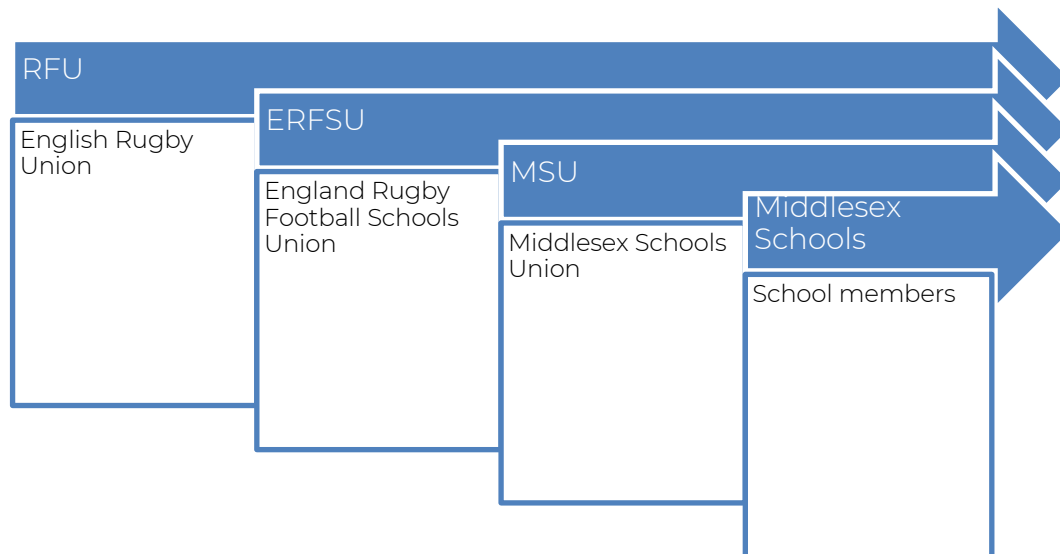 RFU
English Rugby
Union
ERFSU
England Rugby
Football Schools
Union
MSU
Middlesex Schools
Union
Middlesex
Schools
School members